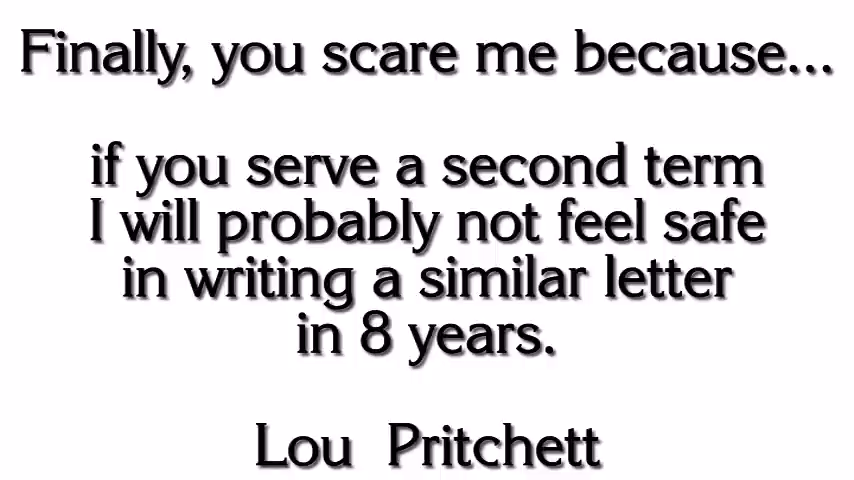 Finally, you scare me because...
if you serve a second term
I will probably not feel safe
in writing a similar letter
in 8 years.
Lou Pritchett